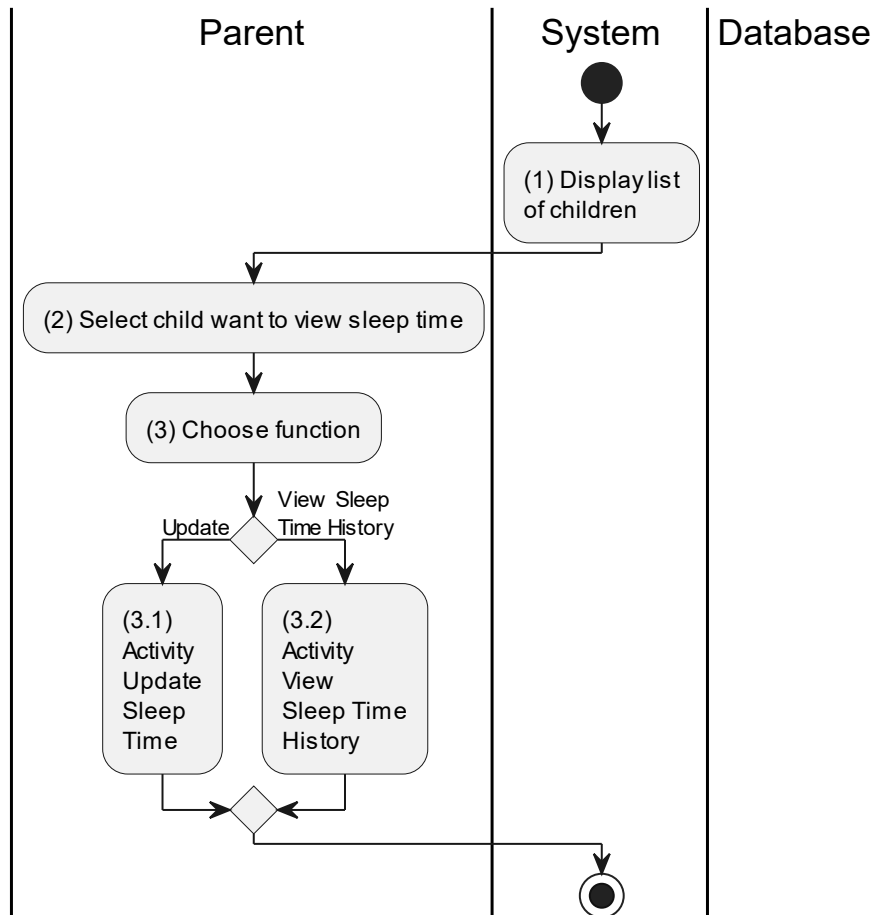 Parent
System
Database
(1) Display list
of children
(2) Select child want to view sleep time
(3) Choose function
Update
View Sleep
Time History
(3.1)
Activity
Update
Sleep
Time
(3.2)
Activity
View
Sleep Time
History